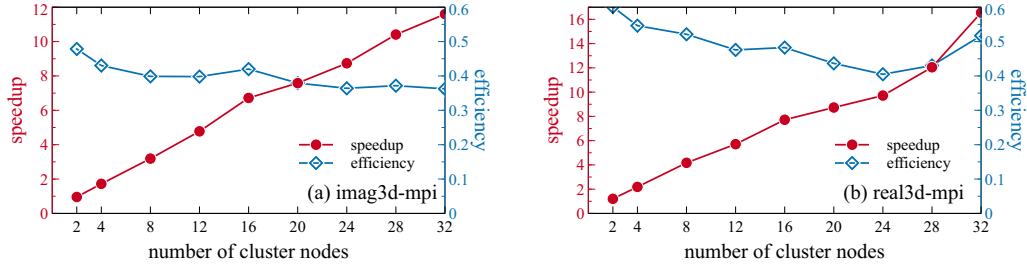 12
10
8
6
4
2
0
speedup
0.6
0.5
0.4
0.3
0.2
0.1
0
efficiency
speedup
efficiency
(a) imag3d-mpi
2 4 8 12 16 20 24 28 32
number of cluster nodes
16
14
12
10
8
6
4
2
0
speedup
0.6
0.5
0.4
0.3
0.2
0.1
0
efficiency
speedup
efficiency
(b) real3d-mpi
2 4 8 12 16 20 24 28 32
number of cluster nodes